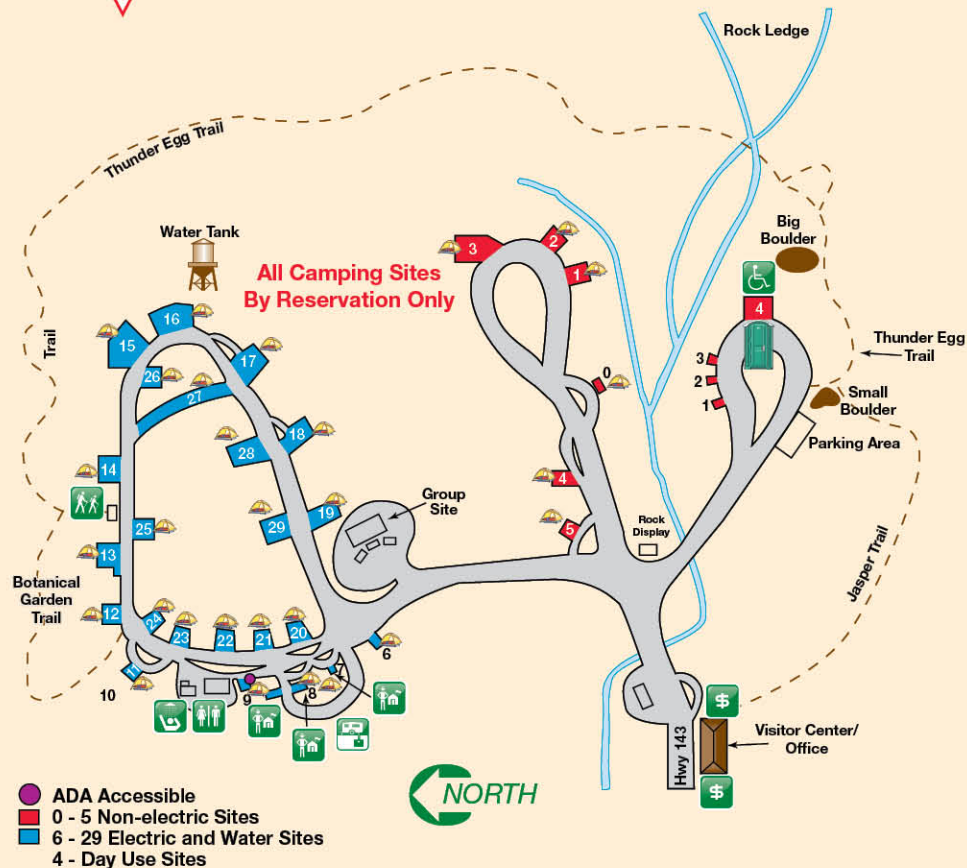 Rock Ledge
Thunder Egg Trail
Water Tank
All Camping Sites
By Reservation Only
Big
Boulder
Thunder Egg
Trail
Small
Boulder
Parking Area
Trail
Group
Site
Rock
Display
Jasper Trail
Botanical
Garden
Trail
3
2
1
0
4
5
4
3
2
1
16
15
17
26
27
18
28
14
19
29
25
13
12
24
23
22
21
20
6
11
10
9
8
7
$
Visitor Center/
Office
Hwy 143
$
NORTH
ADA Accessible
0 - 5 Non-electric Sites
6 - 29 Electric and Water Sites
4 - Day Use Sites